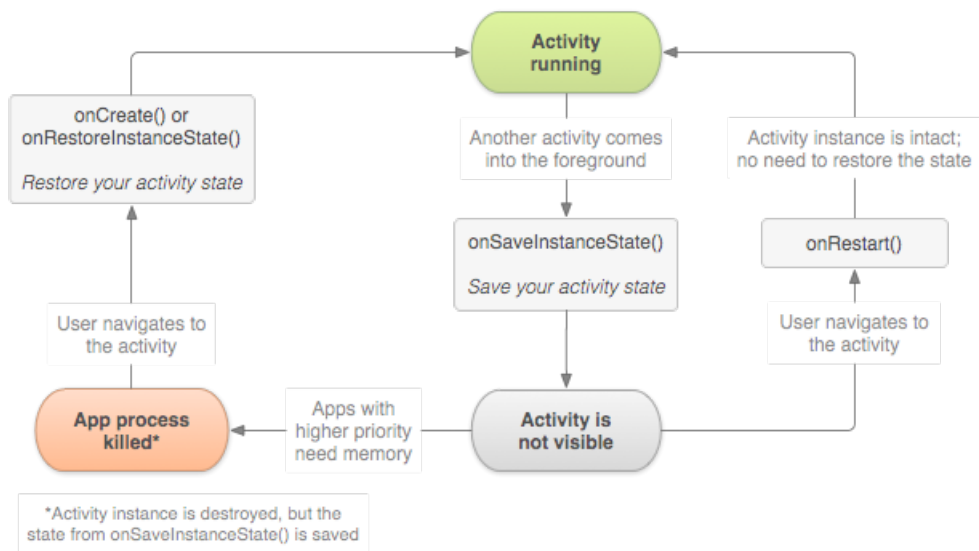 Activity
running
onCreate() or
onRestoreInstanceState()
Restore your activity state
Another activity comes
into the foreground
Activity instance is intact;
no need to restore the state
onSaveInstanceState()
Save your activity state
onRestart()
User navigates to
the activity
User navigates to
the activity
App process
killed*
Apps with
higher priority
need memory
Activity is
not visible
*Activity instance is destroyed, but the
state from onSaveInstanceState() is saved